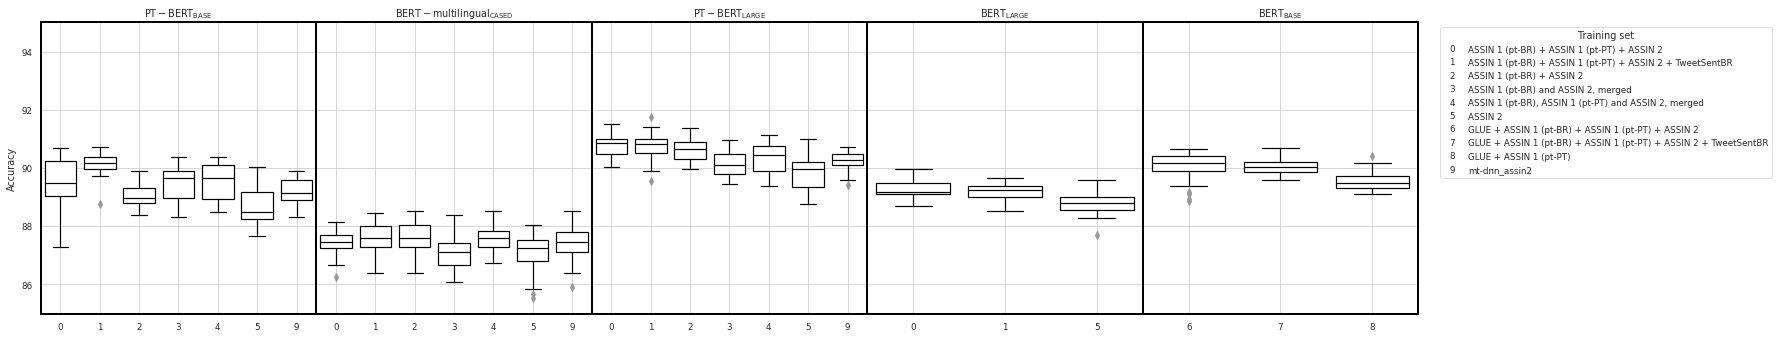 PT − BERT_BASE
BERT − multilingual_CASED
PT − BERT_LARGE
BERT_LARGE
BERT_BASE
Accuracy
94
92
90
88
86
0 1 2 3 4 5 9
0 1 2 3 4 5 9
0 1 2 3 4 5 9
0 1 5
6 7 8
Training set
0 ASSIN 1 (pt-BR) + ASSIN 1 (pt-PT) + ASSIN 2
1 ASSIN 1 (pt-BR) + ASSIN 1 (pt-PT) + ASSIN 2 + TweetSentBR
2 ASSIN 1 (pt-BR) + ASSIN 2
3 ASSIN 1 (pt-BR) and ASSIN 2, merged
4 ASSIN 1 (pt-BR), ASSIN 1 (pt-PT) and ASSIN 2, merged
5 ASSIN 2
6 GLUE + ASSIN 1 (pt-BR) + ASSIN 1 (pt-PT) + ASSIN 2
7 GLUE + ASSIN 1 (pt-BR) + ASSIN 1 (pt-PT) + ASSIN 2 + TweetSentBR
8 GLUE + ASSIN 1 (pt-PT)
9 mt-dnn_assin2